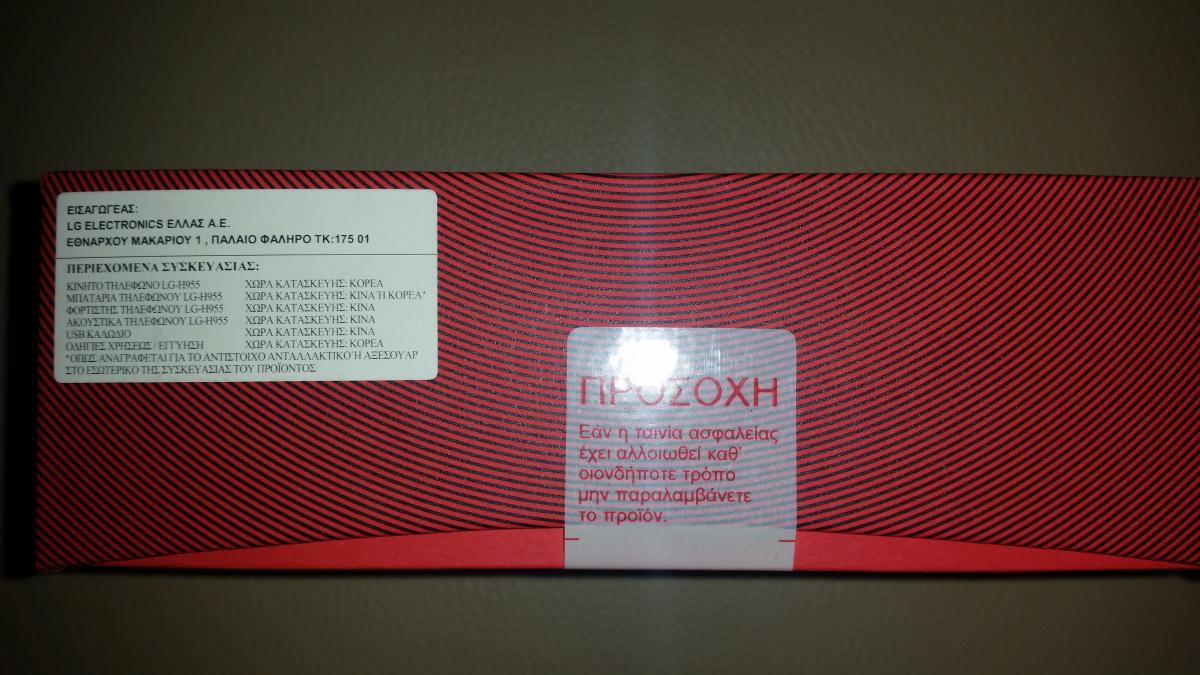 ΕΙΣΑΓΩΓΕΑΣ:
LG ELECTRONICS ΕΛΛΑΣ Α.Ε.
ΕΘΝΑΡΧΟΥ ΜΑΚΑΡΙΟΥ 1 , ΠΑΛΑΙΟ ΦΑΛΗΡΟ ΤΚ:175 01
ΠΕΡΙΕΧΟΜΕΝΑ ΣΥΣΚΕΥΑΣΙΑΣ:
ΚΙΝΗΤΟ ΤΗΛΕΦΩΝΟ LG-H955 ΧΩΡΑ ΚΑΤΑΣΚΕΥΗΣ: ΚΟΡΕΑ
ΜΠΑΤΑΡΙΑ ΤΗΛΕΦΩΝΟΥ LG-H955 ΧΩΡΑ ΚΑΤΑΣΚΕΥΗΣ: ΚΙΝΑ Ή ΚΟΡΕΑ*
ΦΟΡΤΙΣΤΗΣ ΤΗΛΕΦΩΝΟΥ LG-H955 ΧΩΡΑ ΚΑΤΑΣΚΕΥΗΣ: ΚΙΝΑ
ΑΚΟΥΣΤΙΚΑ ΤΗΛΕΦΩΝΟΥ LG-H955 ΧΩΡΑ ΚΑΤΑΣΚΕΥΗΣ: ΚΙΝΑ
USB ΚΑΛΩΔΙΟ ΧΩΡΑ ΚΑΤΑΣΚΕΥΗΣ: ΚΙΝΑ
ΟΔΗΓΙΕΣ ΧΡΗΣΕΩΣ / ΕΓΓΥΗΣΗ ΧΩΡΑ ΚΑΤΑΣΚΕΥΗΣ: ΚΟΡΕΑ
*ΟΠΩΣ ΑΝΑΓΡΑΦΕΤΑΙ ΓΙΑ ΤΟ ΑΝΤΙΣΤΟΙΧΟ ΑΝΤΑΛΛΑΚΤΙΚΟ Ή ΑΞΕΣΟΥΑΡ
ΣΤΟ ΕΣΩΤΕΡΙΚΟ ΤΗΣ ΣΥΣΚΕΥΑΣΙΑΣ ΤΟΥ ΠΡΟΪΟΝΤΟΣ
ΠΡΟΣΟΧΗ
Εάν η ταινία ασφαλείας
έχει αλλοιωθεί καθ'
οιονδήποτε τρόπο
μην παραλαμβάνετε
το προϊόν.